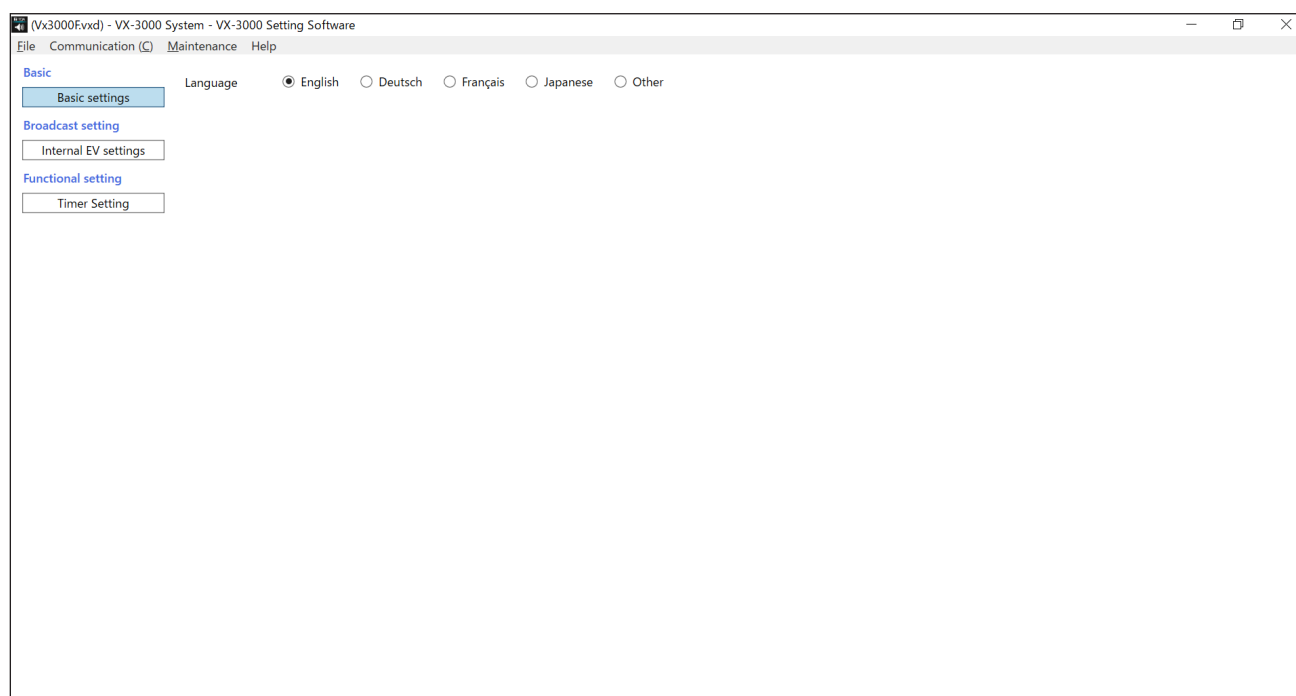 (Vx3000F.vxd) - VX-3000 System - VX-3000 Setting Software
File Communication (C) Maintenance Help
Basic
Basic settings
Language English Deutsch Français Japanese Other
Broadcast setting
Internal EV settings
Functional setting
Timer Setting